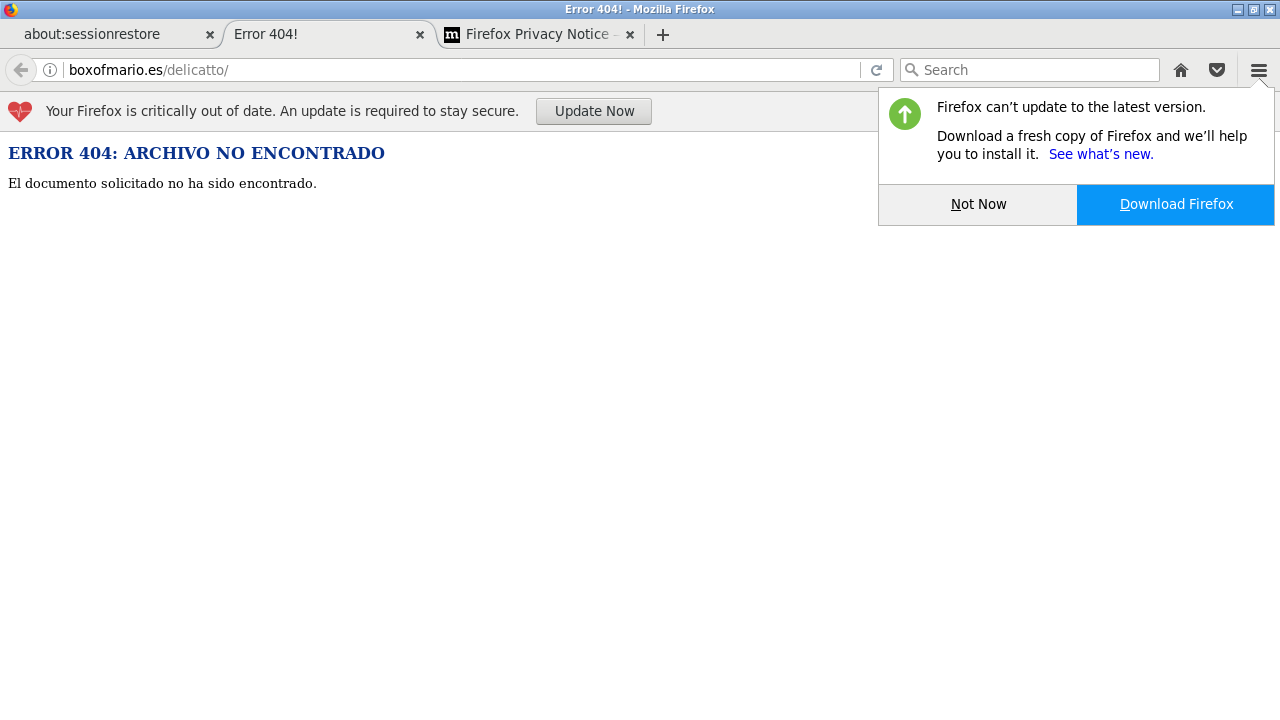 Error 404! - Mozilla Firefox
about:sessionrestore
Error 404!
m Firefox Privacy Notice -
boxofmario.es/delicatto/
Search
Your Firefox is critically out of date. An update is required to stay secure.
Update Now
Firefox can’t update to the latest version.
Download a fresh copy of Firefox and we’ll help
you to install it. See what’s new.
Not Now
Download Firefox
ERROR 404: ARCHIVO NO ENCONTRADO
El documento solicitado no ha sido encontrado.